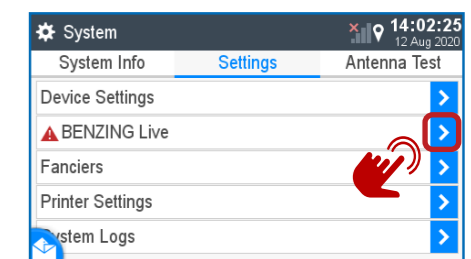 System
14:02:25
12 Aug 2020
System Info Settings Antenna Test
Device Settings
BENZING Live
Fanciers
Printer Settings
System Logs